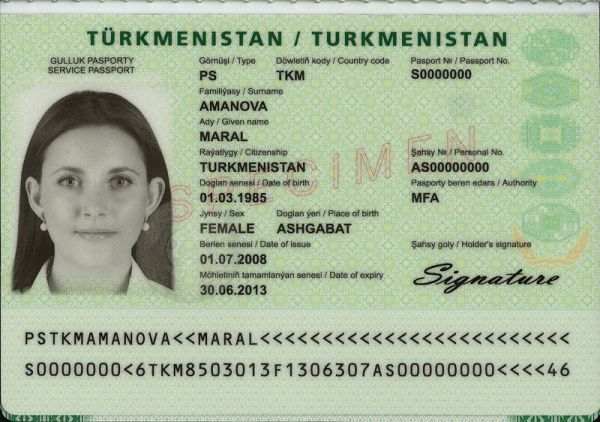 TÜRKMENISTAN / TURKMENISTAN
GULLUK PASPORTY
SERVICE PASSPORT
Görnüşi / Type Döwletiň kody / Country code Pasport № / Passport No.
PS TKM S0000000
Familiýasy / Surname
AMANOVA
Ady / Given name
MARAL
Raýatlygy / Citizenship Şahsy № / Personal No.
TURKMENISTAN AS00000000
Doglan senesi / Date of birth Pasporty beren edara / Authority
01.03.1985 MFA
Jynsy / Sex Doglan ýeri / Place of birth
FEMALE ASHGABAT
Berlen senesi / Date of issue Şahsy goly / Holder's signature
01.07.2008
Möhletiniň tamamlanýan senesi / Date of expiry
30.06.2013
Signature
SPECIMEN
PSTKMAMANOVA<<MARAL<<<<<<<<<<<<<<<<<<<<<<<<<
S0000000<6TKM8503013F1306307AS00000000<<<<46